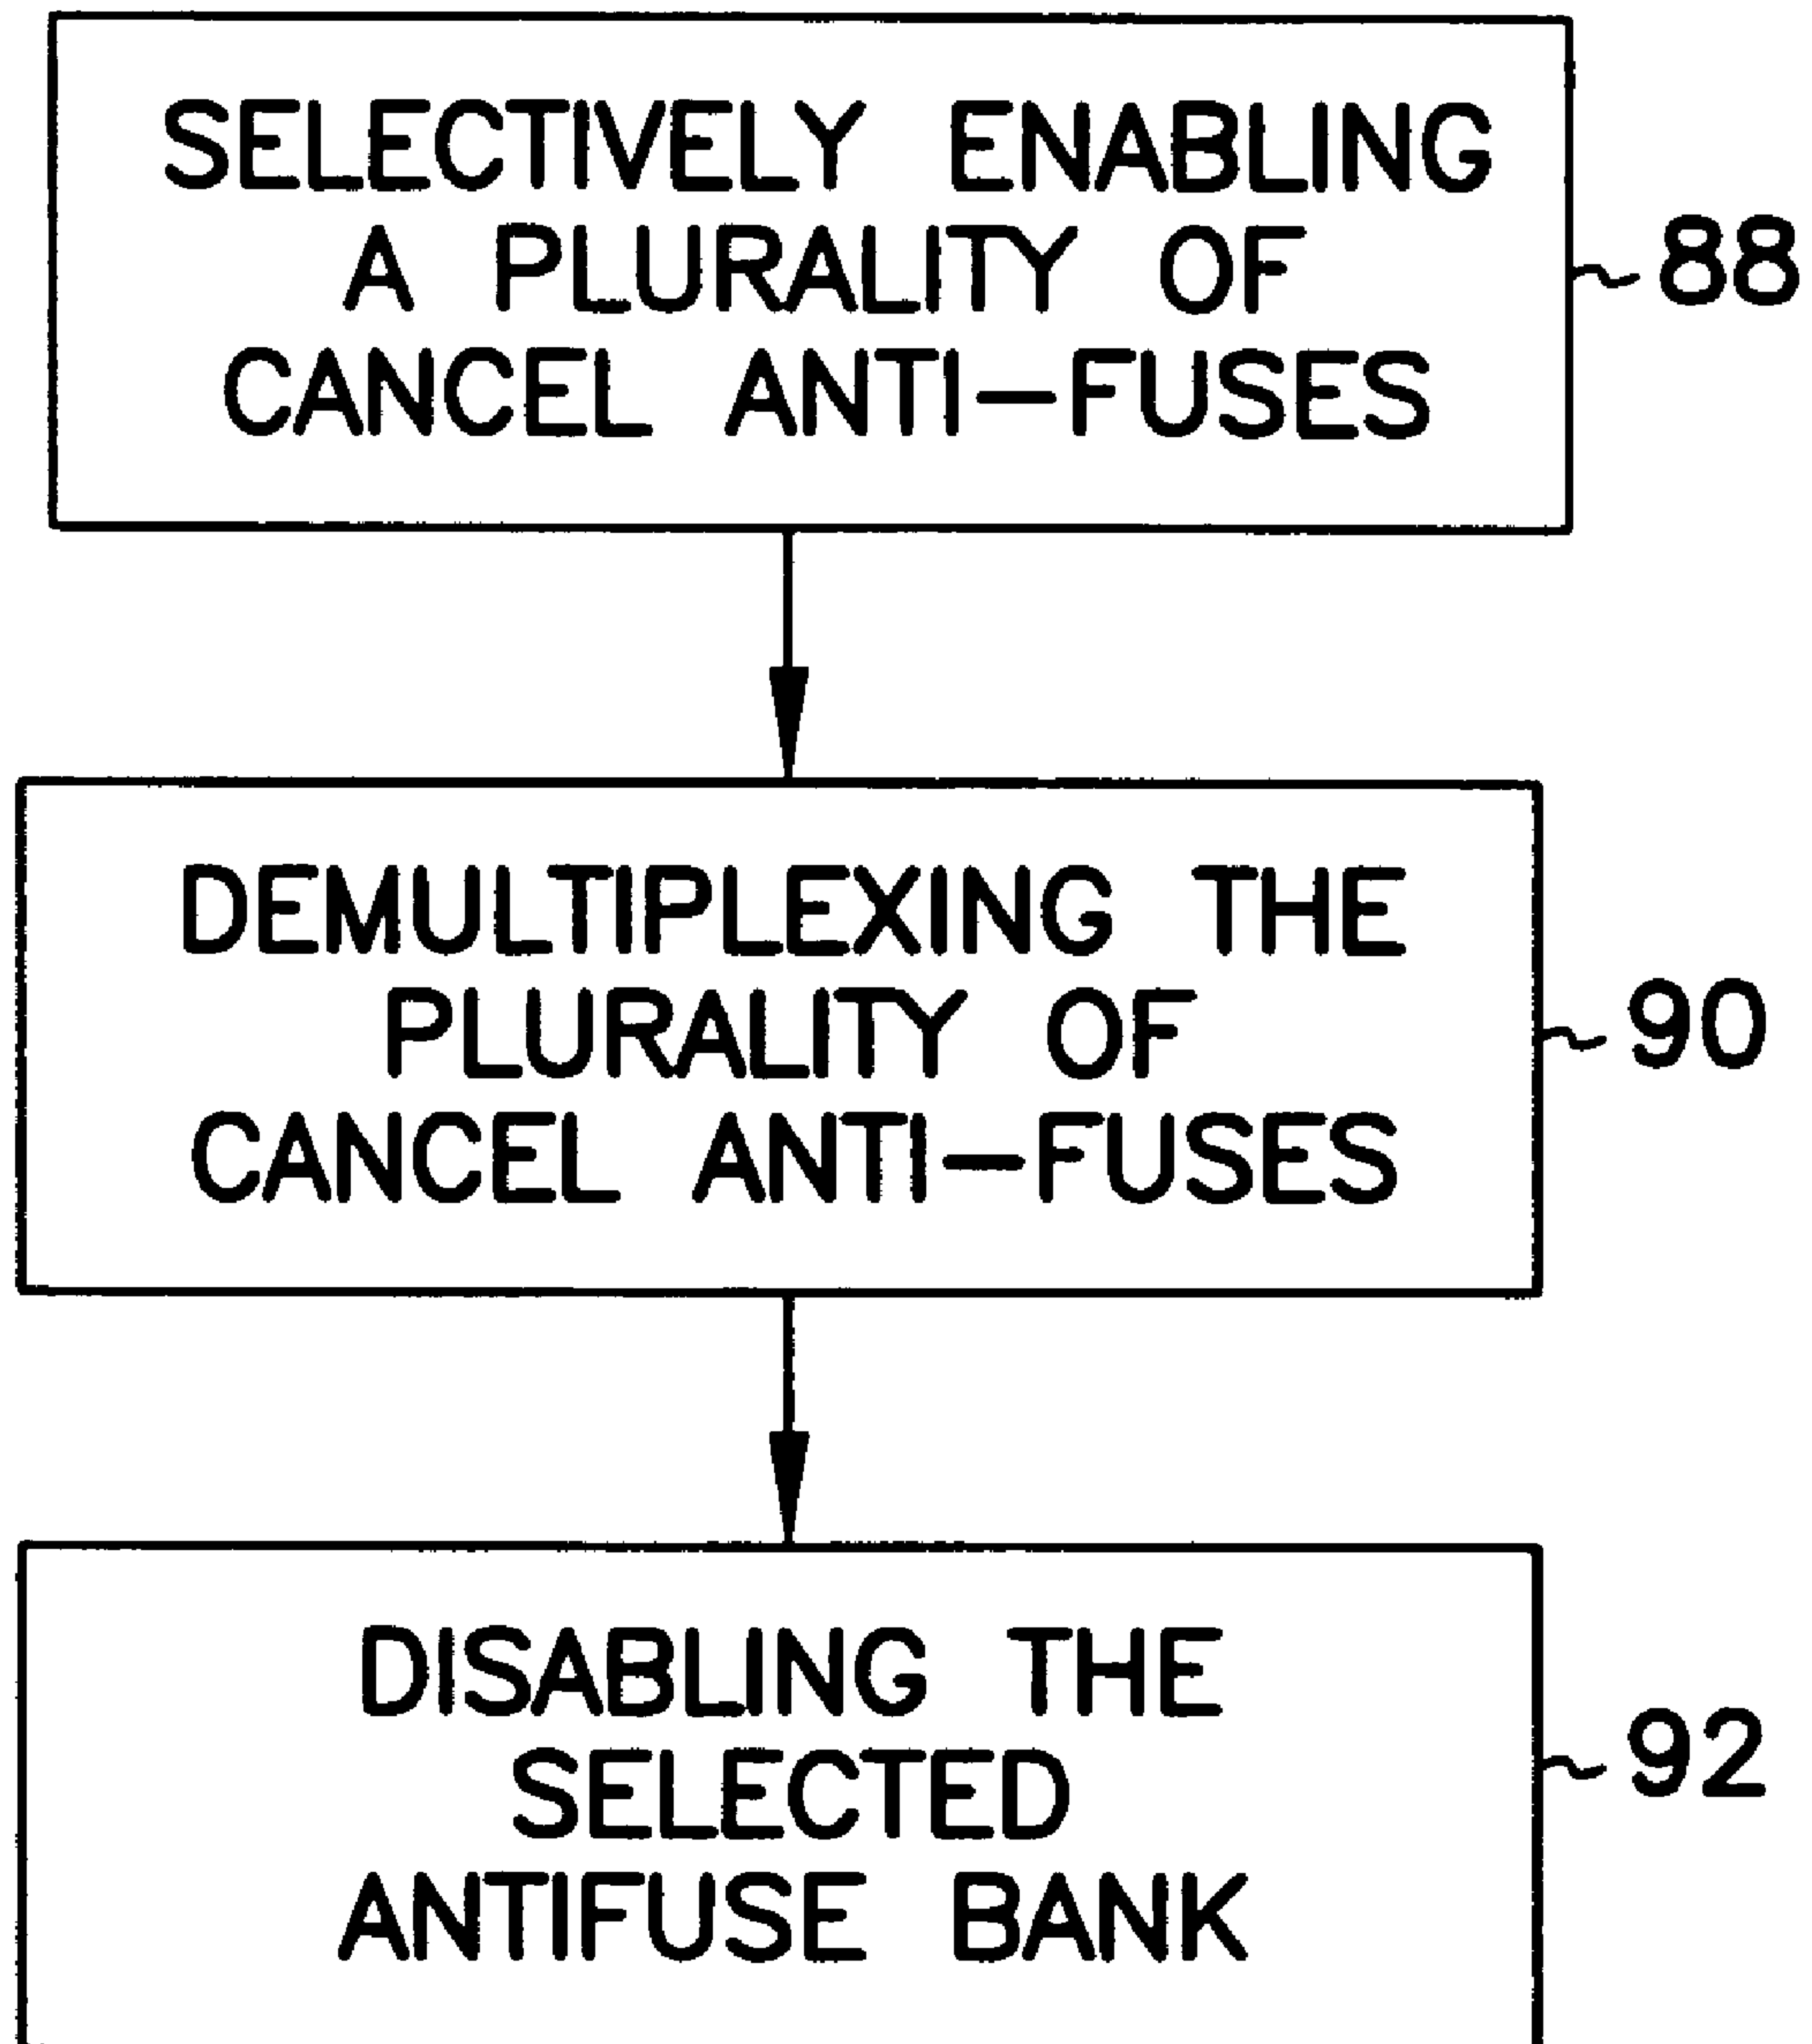 SELECTIVELY ENABLING
A PLURALITY OF
CANCEL ANTI-FUSES
88
DEMULTIPLEXING THE
PLURALITY OF
CANCEL ANTI-FUSES
90
DISABLING THE
SELECTED
ANTIFUSE BANK
92